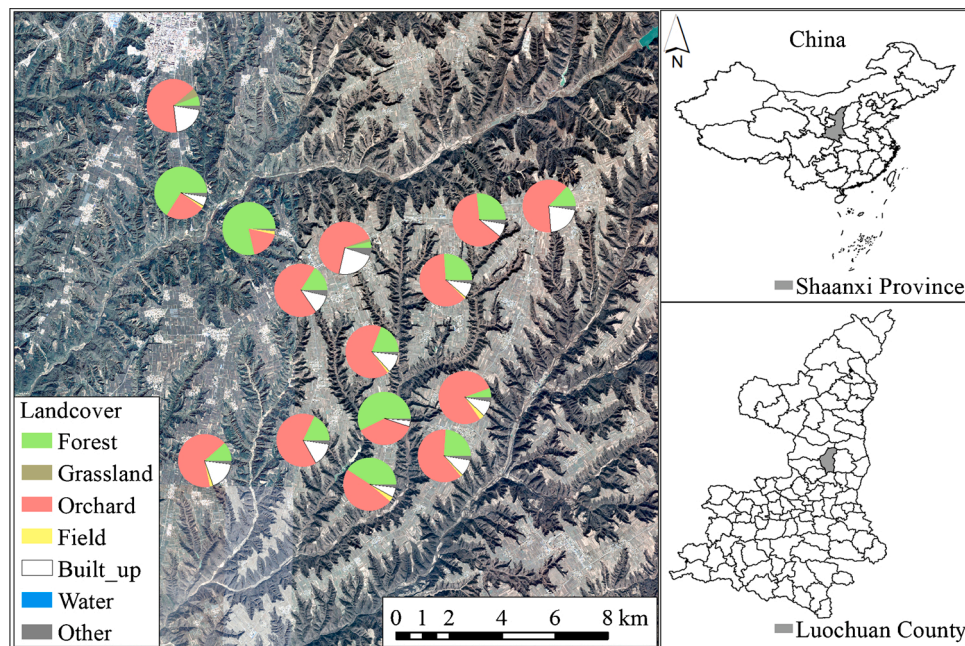 Landcover
Forest
Grassland
Orchard
Field
Built_up
Water
Other
0 1 2 4 6 8 km
N
China
Shaanxi Province
Luochuan County